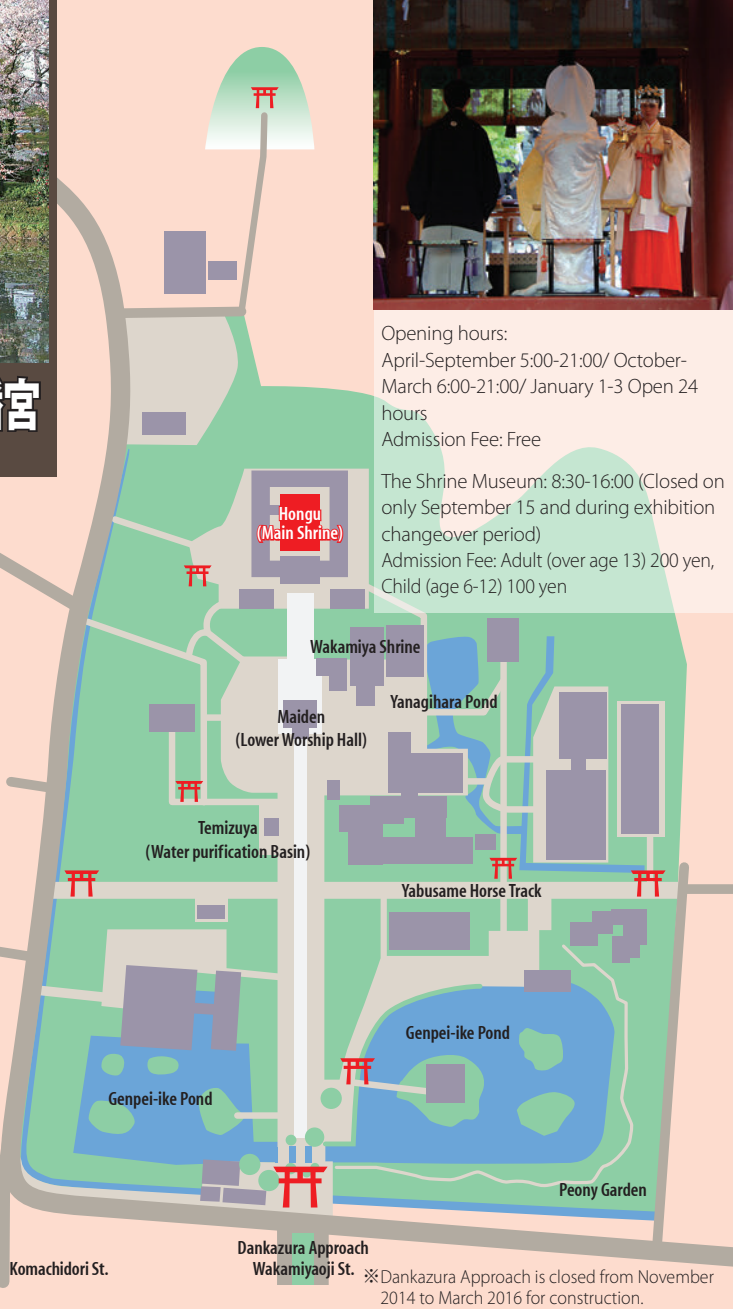 宮
Opening hours:
April-September 5:00-21:00/ October-
March 6:00-21:00/ January 1-3 Open 24
hours
Admission Fee: Free
The Shrine Museum: 8:30-16:00 (Closed on
only September 15 and during exhibition
changeover period)
Admission Fee: Adult (over age 13) 200 yen,
Child (age 6-12) 100 yen
Hongu
(Main Shrine)
Wakamiya Shrine
Yanagihara Pond
Maiden
(Lower Worship Hall)
Temizuya
(Water purification Basin)
Yabusame Horse Track
Genpei-ike Pond
Genpei-ike Pond
Peony Garden
Dankazura Approach
Wakamiyaoji St.
Komachidori St.
※Dankazura Approach is closed from November
2014 to March 2016 for construction.